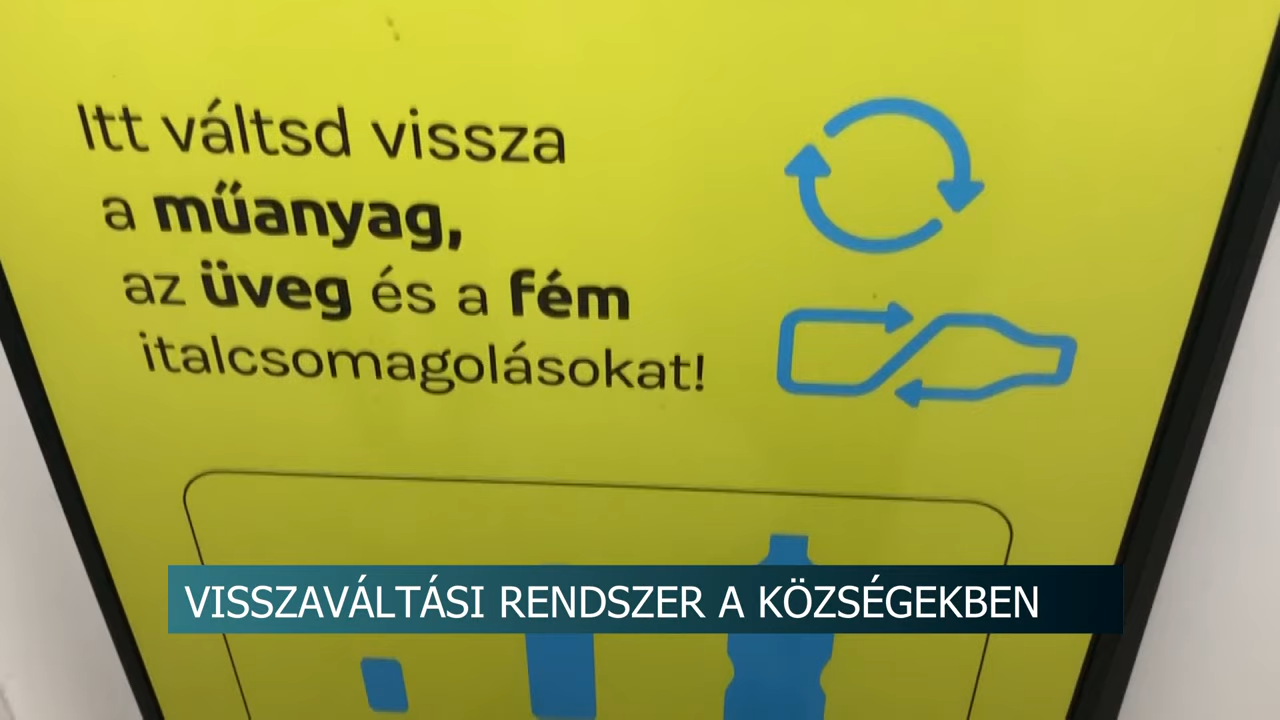 Itt váltsd vissza
a műanyag,
az üveg és a fém
italcsomagolásokat!
VISSZAVÁLTÁSI RENDSZER A KÖZSÉGEKBEN